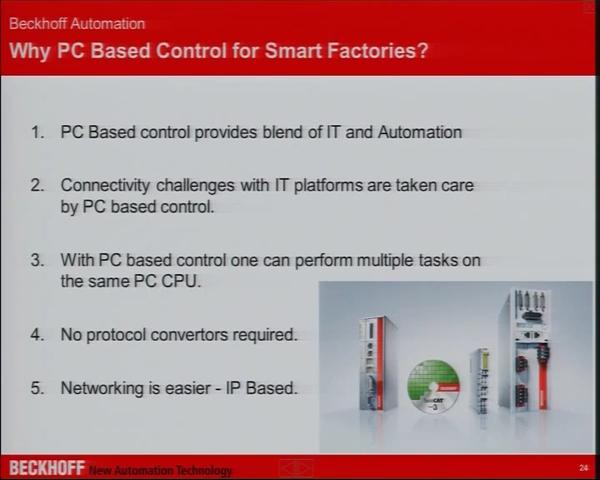 Beckhoff Automation
Why PC Based Control for Smart Factories?
1. PC Based control provides blend of IT and Automation
2. Connectivity challenges with IT platforms are taken care
by PC based control.
3. With PC based control one can perform multiple tasks on
the same PC CPU.
4. No protocol convertors required.
5. Networking is easier - IP Based.
BECKHOFF New Automation Technology
24